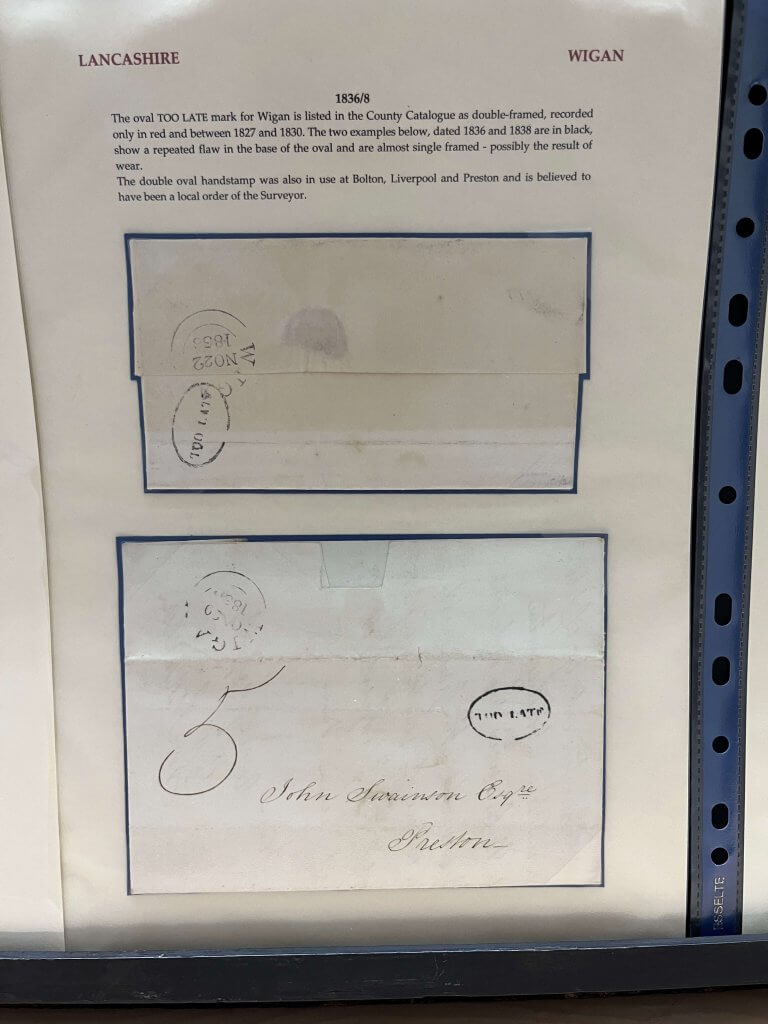 LANCASHIRE WIGAN
1836/8
The oval TOO LATE mark for Wigan is listed in the County Catalogue as double-framed, recorded
only in red and between 1827 and 1830. The two examples below, dated 1836 and 1838 are in black,
show a repeated flaw in the base of the oval and are almost single framed - possibly the result of
wear.
The double oval handstamp was also in use at Bolton, Liverpool and Preston and is believed to
have been a local order of the Surveyor.
NO22
TOO LATE
5
TOO LATE
John Swainson Esqre
Preston